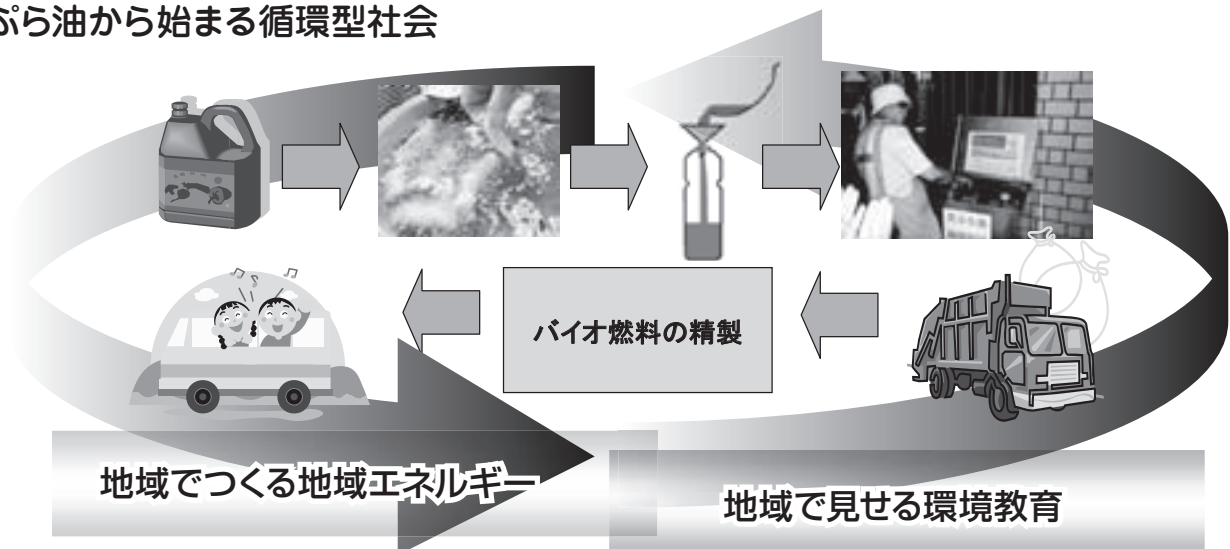 ぷら油から始まる循環型社会
バイオ燃料の精製
地域でつくる地域エネルギー
地域で見せる環境教育